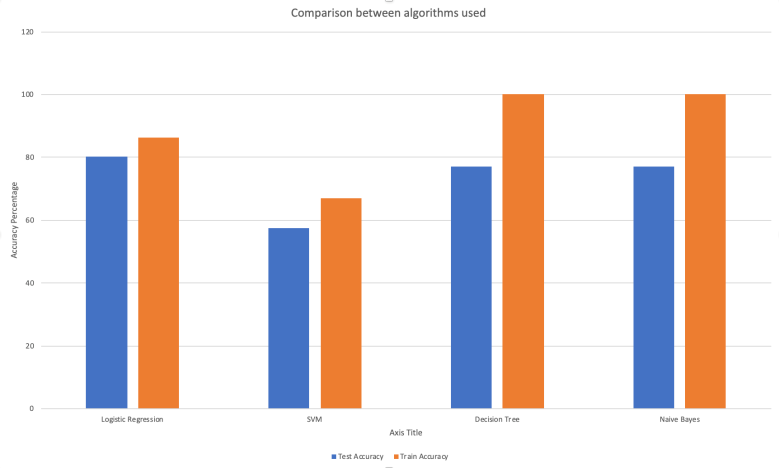 Comparison between algorithms used
120
100
80
60
40
20
0
Accuracy Percentage
Logistic Regression SVM Decision Tree Naive Bayes
Axis Title
Test Accuracy Train Accuracy